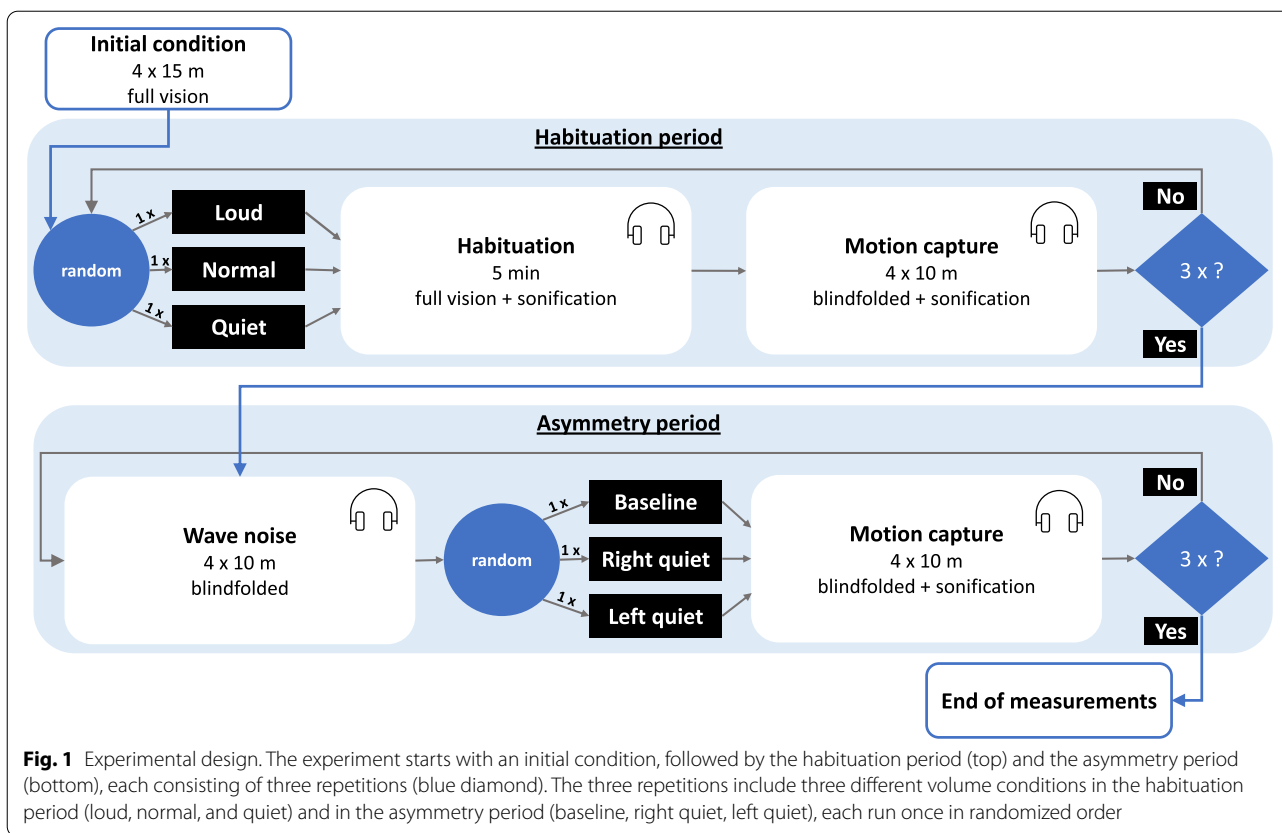 Initial condition
4 x 15 m
full vision
Habituation period
random
1 x
Loud
1 x
Normal
1 x
Quiet
Habituation
5 min
full vision + sonification
Motion capture
4 x 10 m
blindfolded + sonification
No
3 x ?
Yes
Asymmetry period
Wave noise
4 x 10 m
blindfolded
random
1 x
Baseline
1 x
Right quiet
1 x
Left quiet
Motion capture
4 x 10 m
blindfolded + sonification
No
3 x ?
Yes
End of measurements
Fig. 1 Experimental design. The experiment starts with an initial condition, followed by the habituation period (top) and the asymmetry period
(bottom), each consisting of three repetitions (blue diamond). The three repetitions include three different volume conditions in the habituation
period (loud, normal, and quiet) and in the asymmetry period (baseline, right quiet, left quiet), each run once in randomized order